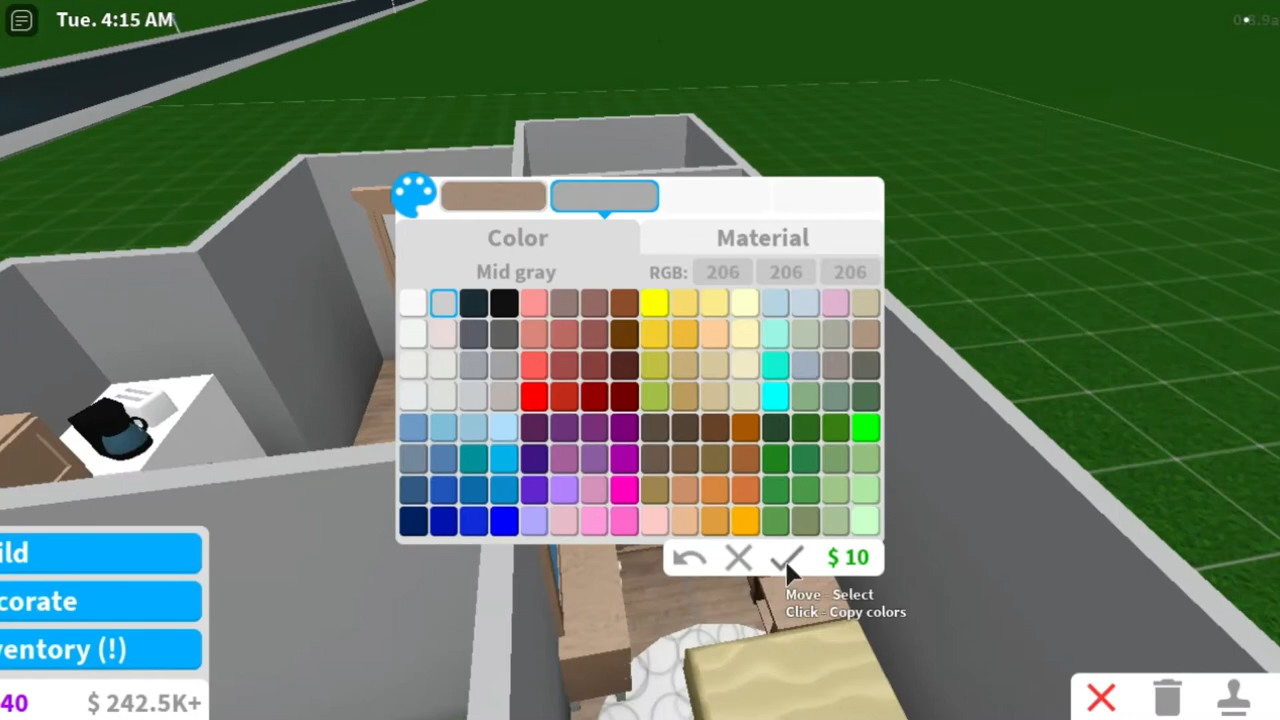 Tue. 4:15 AM
Color
Material
Mid gray
RGB: 206 206 206
$ 10
Move - Select
Click - Copy colors
ild
corate
ventory (!)
40
$ 242.5K+